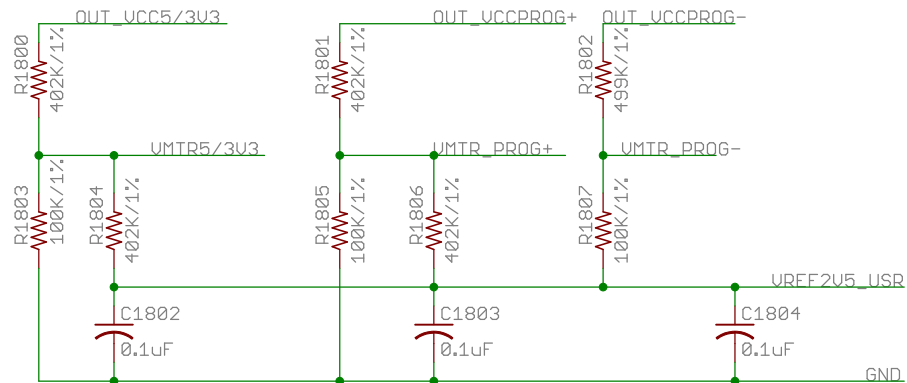 OUT_VCC5/3V3
OUT_VCCPROG+
OUT_VCCPROG-
R1800
402K/1%
R1801
402K/1%
R1802
499K/1%
VMTR5/3V3
VMTR_PROG+
VMTR_PROG-
R1803
100K/1%
R1804
402K/1%
R1805
100K/1%
R1806
402K/1%
R1807
100K/1%
VREF2V5_USR
C1802
0.1uF
C1803
0.1uF
C1804
0.1uF
GND